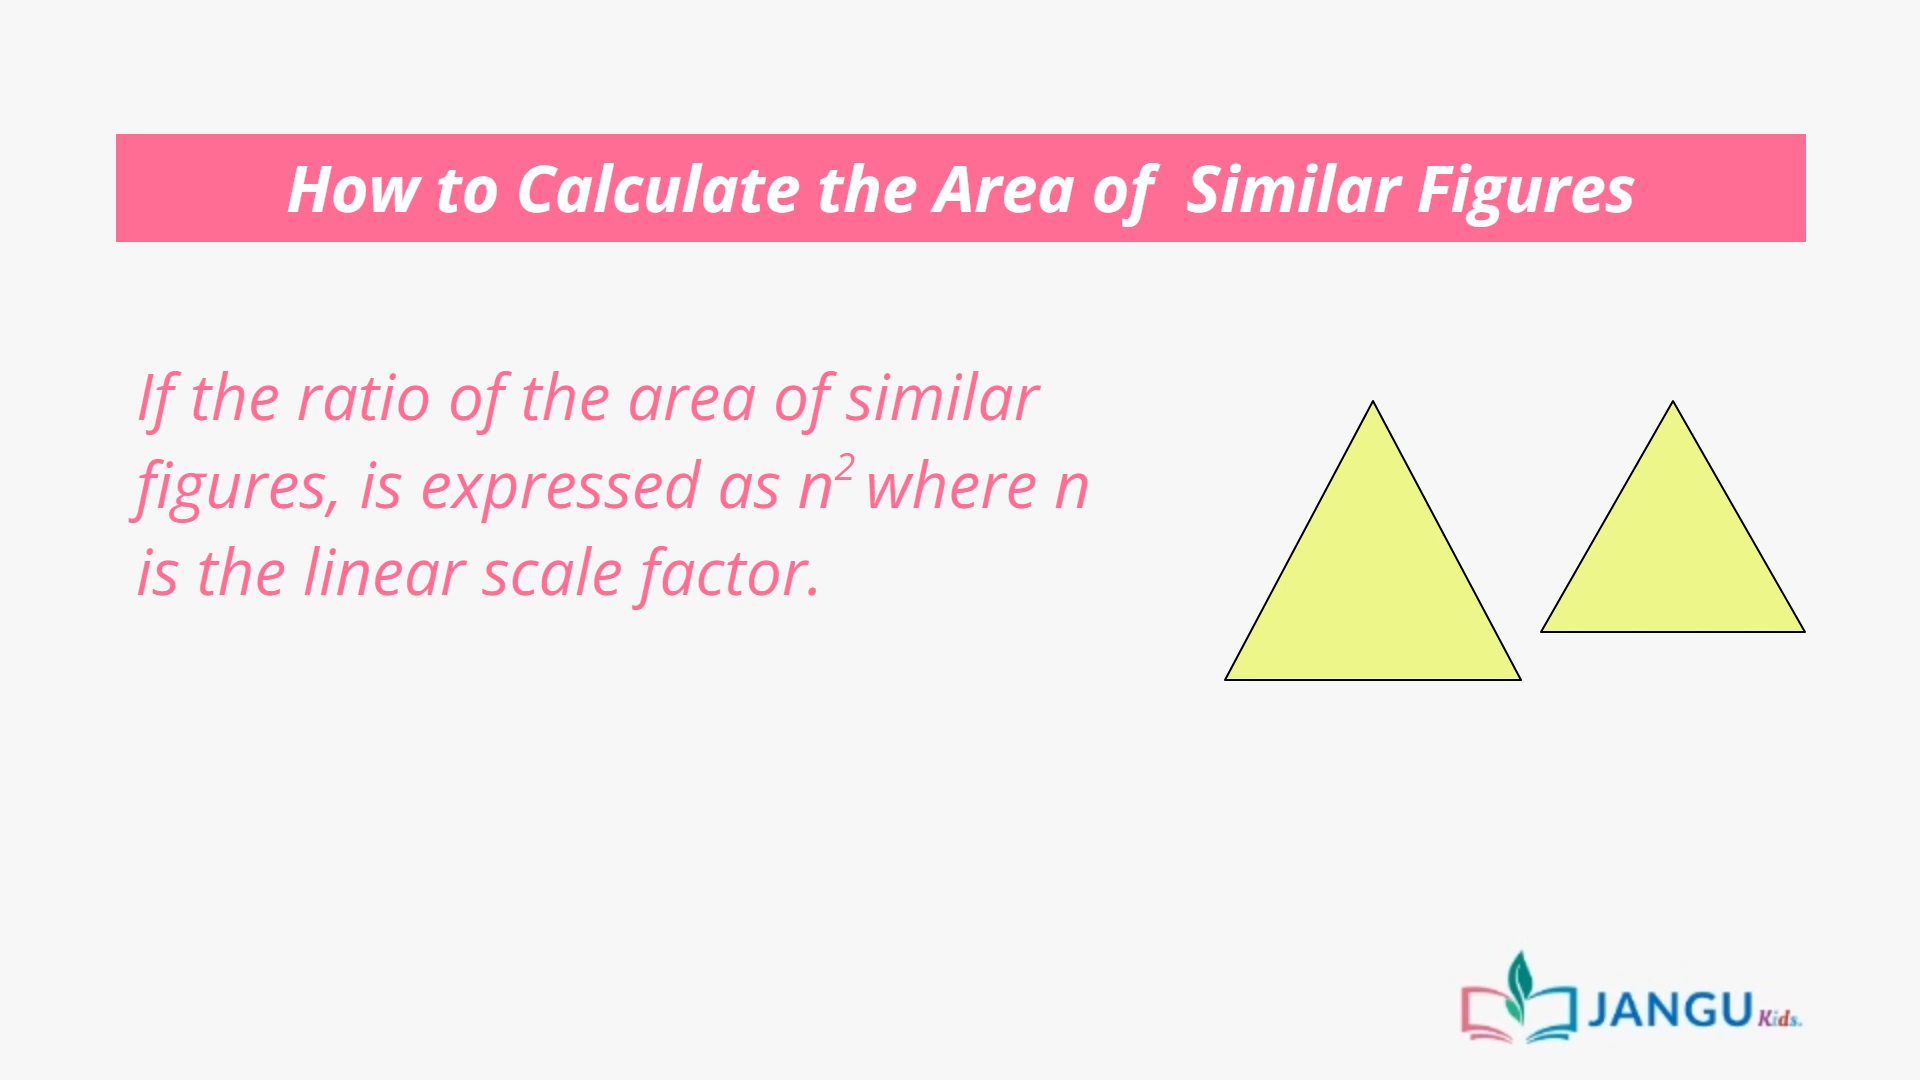 How to Calculate the Area of  Similar Figures
If the ratio of the area of similar
figures, is expressed as n² where n
is the linear scale factor.
JANGU Kids.